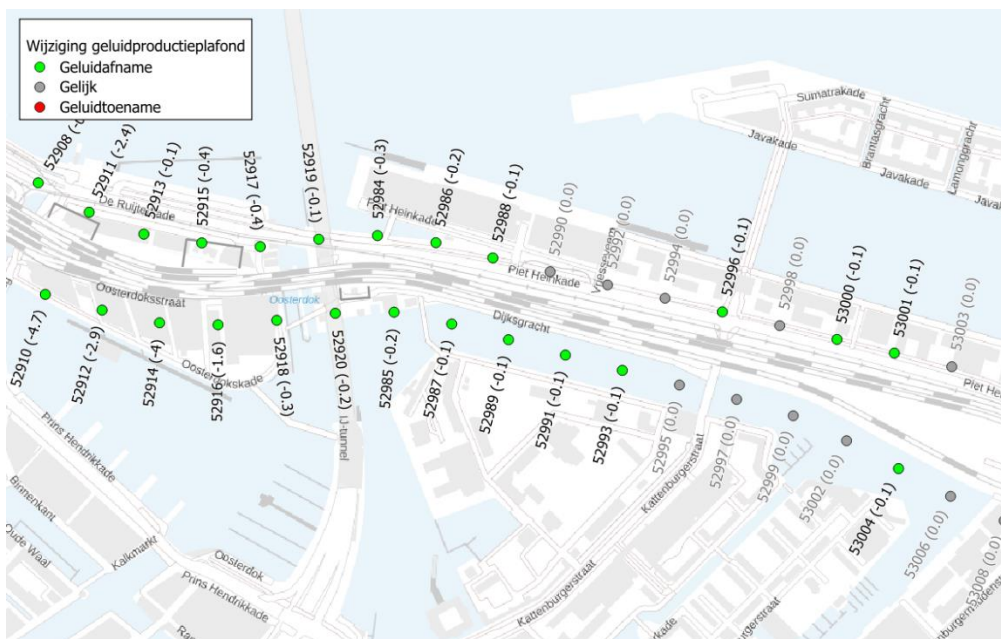 Wijziging geluidproductieplafond
Geluidafname
Gelijk
Geluidtoename
Sumatrakade
Javakade
Brantasgracht
Lamonggracht
Javakade
52911 (-2.4)
52913 (-0.1)
52915 (-0.4)
52917 (-0.4)
52919 (-0.1)
52984 (-0.3)
52986 (-0.2)
52988 (-0.1)
52990 (0.0)
52992 (0.0)
52994 (0.0)
52996 (-0.1)
52998 (0.0)
53000 (-0.1)
53001 (-0.1)
53003 (0.0)
De Ruijterkade
Piet Heinkade
Piet Heinkade
Oosterdoksstraat
Oosterdok
Dijksgracht
52910 (-4.7)
52912 (-2.9)
52914 (-4)
52916 (-1.6)
52918 (-0.3)
52920 (-0.2)
52985 (-0.2)
52987 (-0.1)
52989 (-0.1)
52991 (-0.1)
52993 (-0.1)
52995 (0.0)
52997 (0.0)
52999 (0.0)
53002 (0.0)
53004 (-0.1)
53006 (0.0)
53008 (0.0)
Oosterdokskade
IJ-tunnel
Prins Hendrikkade
Binnenkant
Oude Waal
Kalkmarkt
Oosterdok
Prins Hendrikkade
Kattenburgerstraat
Kattenburgerstraat